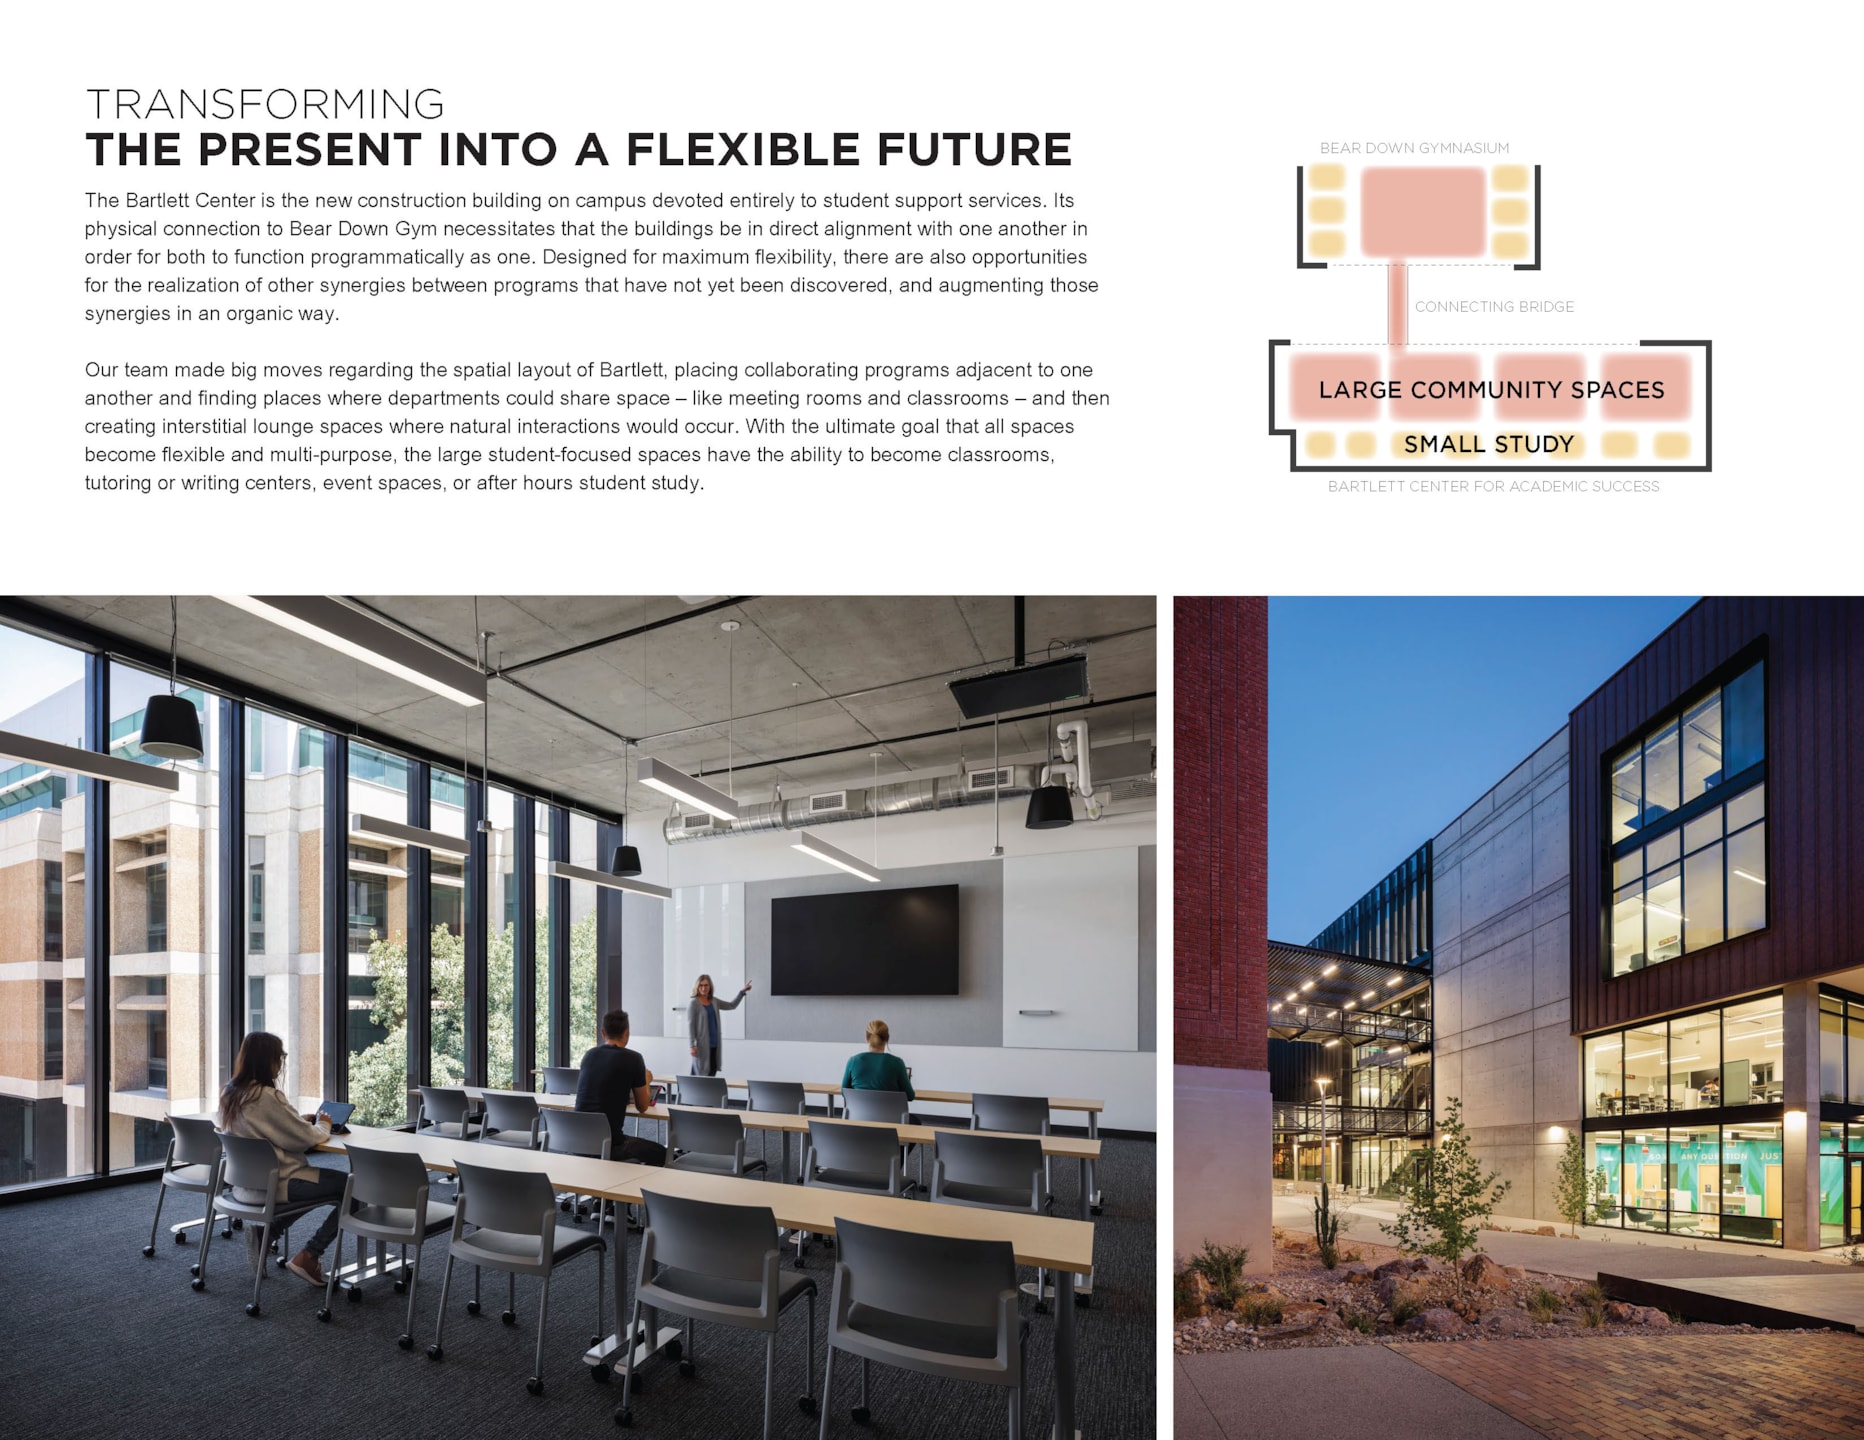 TRANSFORMING
THE PRESENT INTO A FLEXIBLE FUTURE
The Bartlett Center is the new construction building on campus devoted entirely to student support services. Its
physical connection to Bear Down Gym necessitates that the buildings be in direct alignment with one another in
order for both to function programmatically as one. Designed for maximum flexibility, there are also opportunities
for the realization of other synergies between programs that have not yet been discovered, and augmenting those
synergies in an organic way.
Our team made big moves regarding the spatial layout of Bartlett, placing collaborating programs adjacent to one
another and finding places where departments could share space – like meeting rooms and classrooms – and then
creating interstitial lounge spaces where natural interactions would occur. With the ultimate goal that all spaces
become flexible and multi-purpose, the large student-focused spaces have the ability to become classrooms,
tutoring or writing centers, event spaces, or after hours student study.
BEAR DOWN GYMNASIUM
CONNECTING BRIDGE
LARGE COMMUNITY SPACES
SMALL STUDY
BARTLETT CENTER FOR ACADEMIC SUCCESS
ANY QUESTION JUS